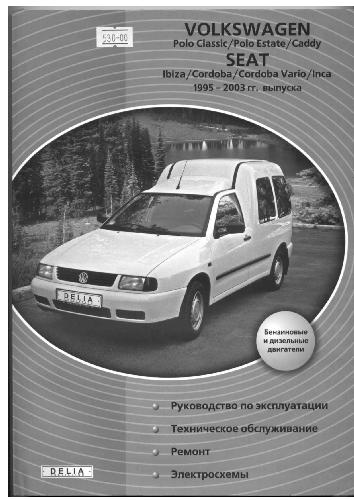 530-00
VOLKSWAGEN
Polo Classic/Polo Estate/Caddy
SEAT
Ibiza/Cordoba/Cordoba Vario/Inca
1995 - 2003 гг. выпуска
DELIA
Бензиновые
и дизельные
двигатели
Руководство по эксплуатации
Техническое обслуживание
Ремонт
Электросхемы
DELIA